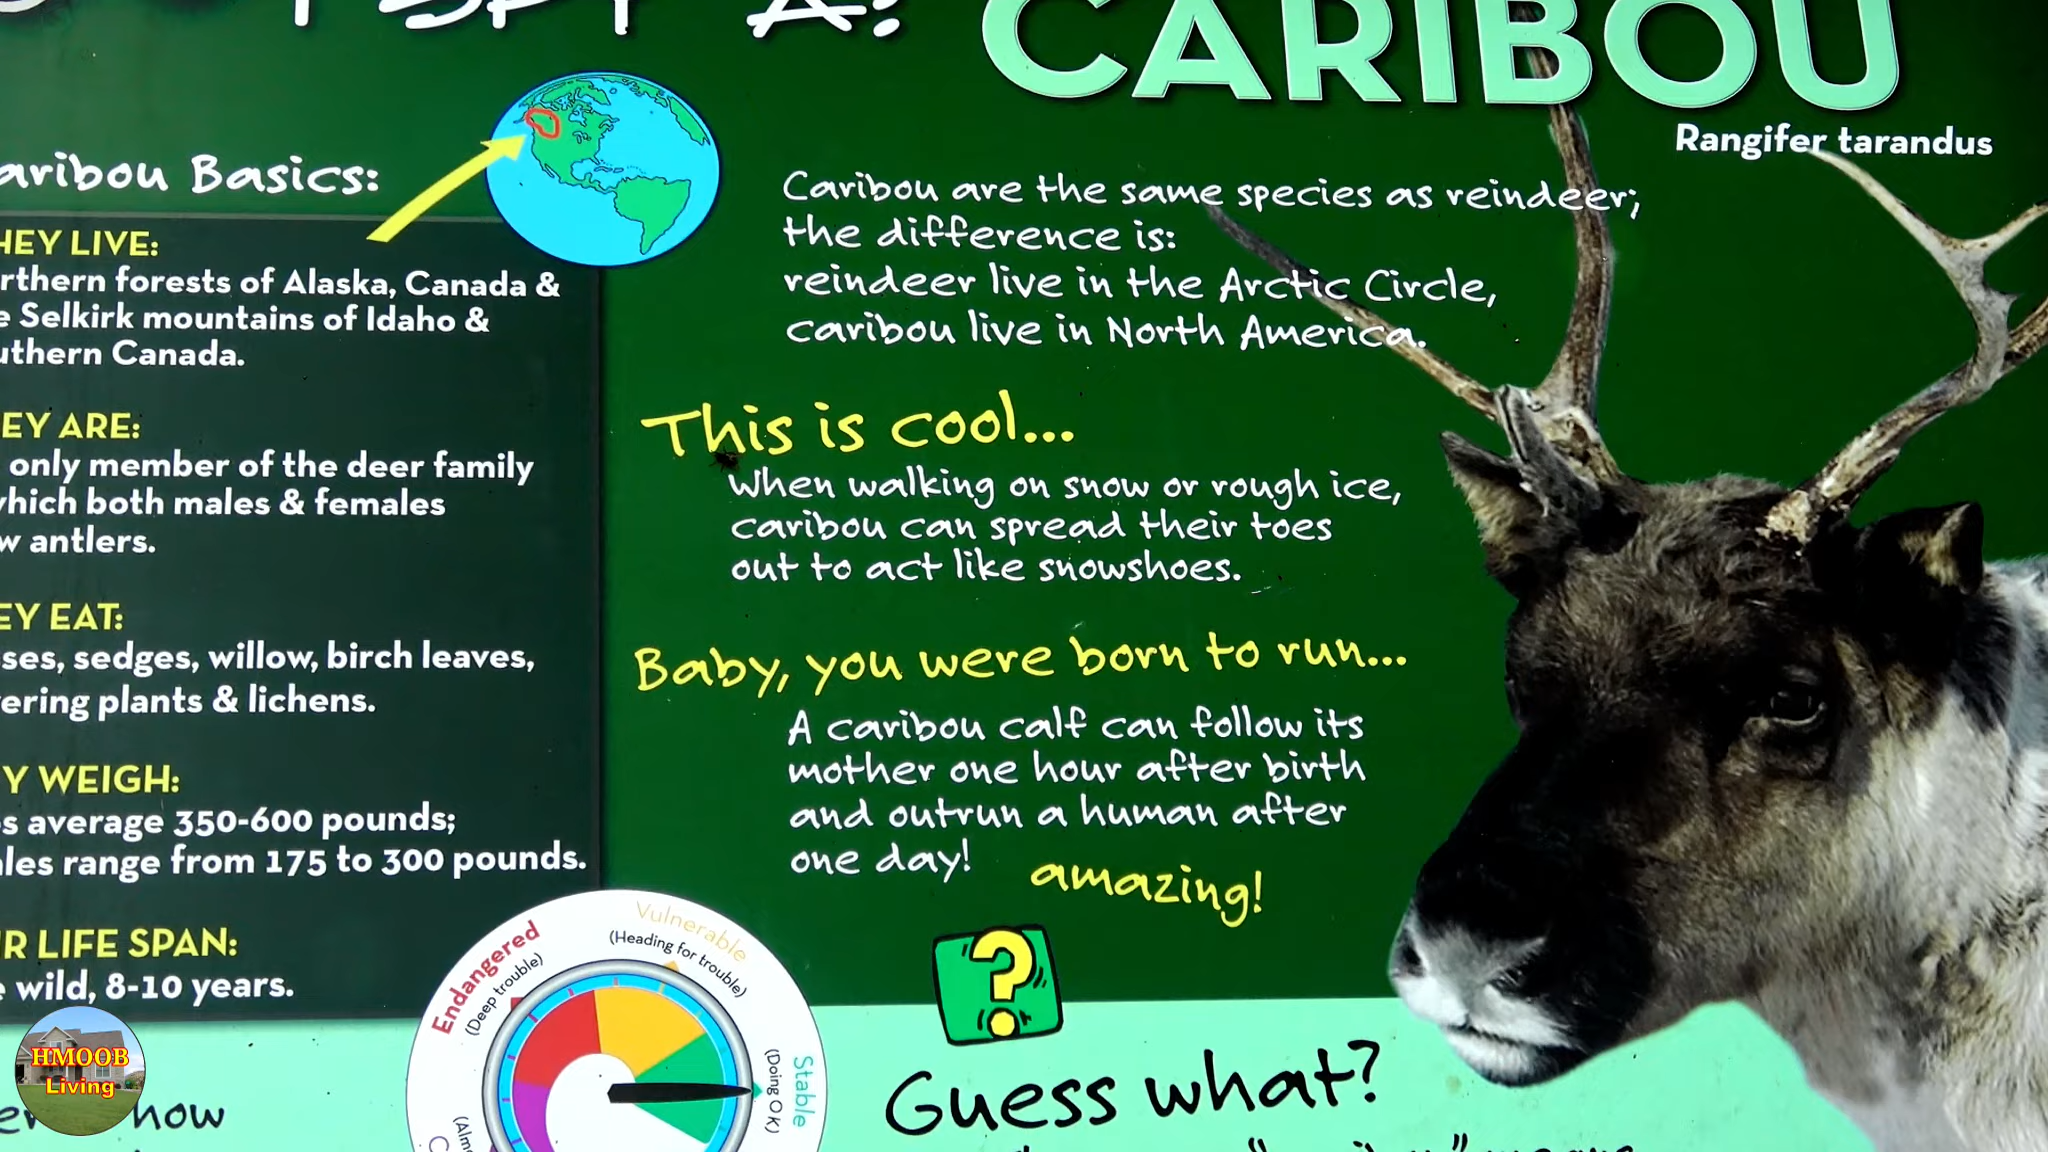 A:
CARIBOU
Rangifer tarandus
aribou Basics:
HEY LIVE:
rthern forests of Alaska, Canada &
e Selkirk mountains of Idaho &
uthern Canada.
EY ARE:
only member of the deer family
which both males & females
w antlers.
EY EAT:
sses, sedges, willow, birch leaves,
ering plants & lichens.
Y WEIGH:
s average 350-600 pounds;
ales range from 175 to 300 pounds.
R LIFE SPAN:
e wild, 8-10 years.
Caribou are the same species as reindeer;
the difference is:
reindeer live in the Arctic Circle,
caribou live in North America.
This is cool...
When walking on snow or rough ice,
caribou can spread their toes
out to act like snowshoes.
Baby, you were born to run...
A caribou calf can follow its
mother one hour after birth
and outrun a human after
one day!
amazing!
Endangered
(Deep trouble)
Vulnerable
(Heading for trouble)
Stable
(Doing OK)
?
Guess what?
HMOOB
Living
how